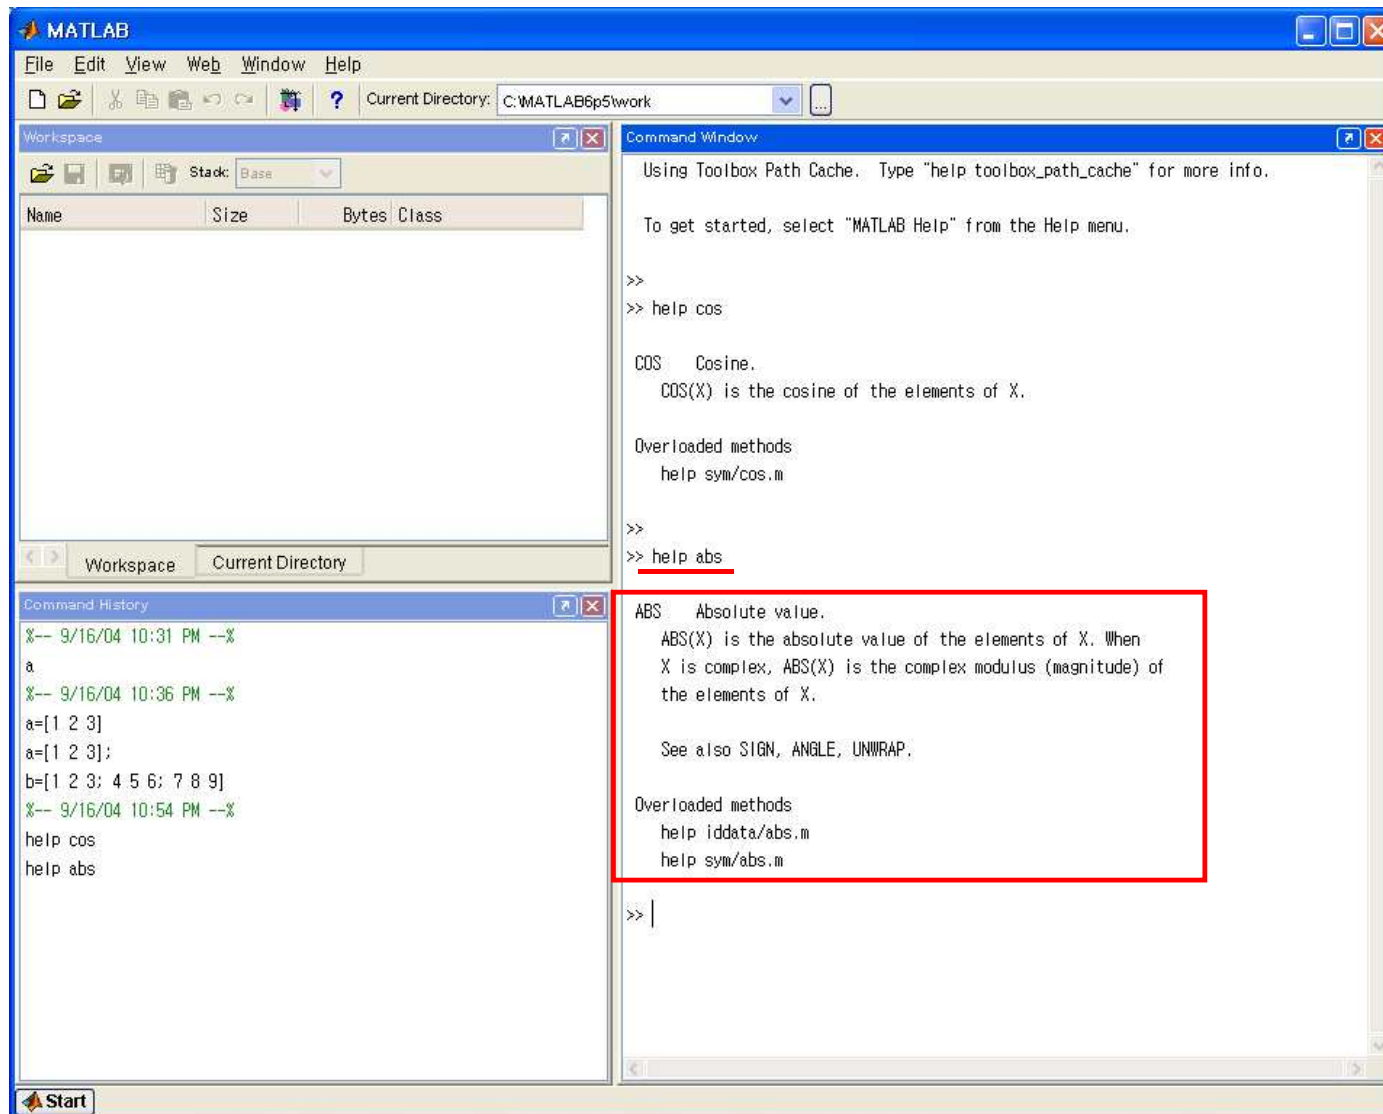 MATLAB
File Edit View Web Window Help
Current Directory: C:\MATLAB6p5\work ...
Workspace
Stack: Base
Name Size Bytes Class
Workspace Current Directory
Command History
%-- 9/16/04 10:31 PM --%
a
%-- 9/16/04 10:36 PM --%
a=[1 2 3]
a=[1 2 3];
b=[1 2 3; 4 5 6; 7 8 9]
%-- 9/16/04 10:54 PM --%
help cos
help abs
Command Window
Using Toolbox Path Cache. Type "help toolbox_path_cache" for more info.
To get started, select "MATLAB Help" from the Help menu.
>>
>> help cos
COS Cosine.
COS(X) is the cosine of the elements of X.
Overloaded methods
help sym/cos.m
>>
>> help abs
ABS Absolute value.
ABS(X) is the absolute value of the elements of X. When
X is complex, ABS(X) is the complex modulus (magnitude) of
the elements of X.
See also SIGN, ANGLE, UNWRAP.
Overloaded methods
help iddata/abs.m
help sym/abs.m
>>
Start